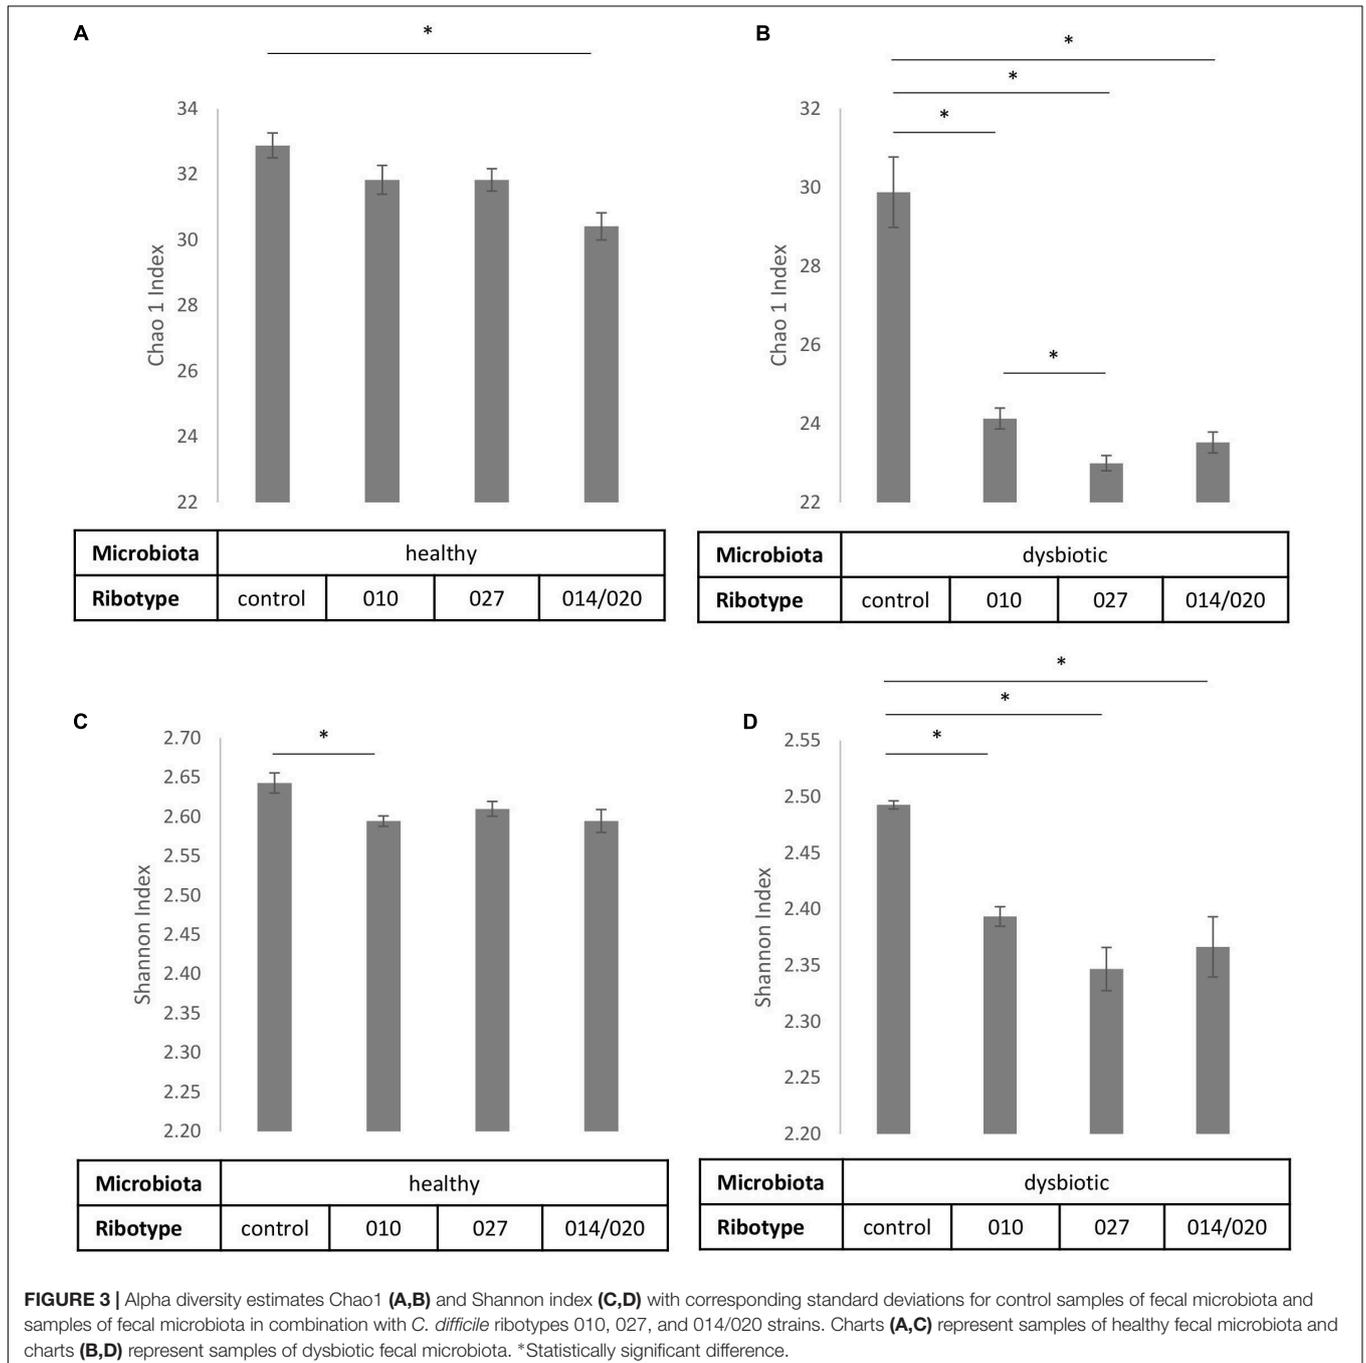 A
*
34
32
30
28
26
24
22
Chao 1 Index
Microbiota healthy
Ribotype control 010 027 014/020
B
*
*
*
*
32
30
28
26
24
22
Chao 1 Index
Microbiota dysbiotic
Ribotype control 010 027 014/020
C
*
2.70
2.65
2.60
2.55
2.50
2.45
2.40
2.35
2.30
2.25
2.20
Shannon Index
Microbiota healthy
Ribotype control 010 027 014/020
D
*
*
*
2.55
2.50
2.45
2.40
2.35
2.30
2.25
2.20
Shannon Index
Microbiota dysbiotic
Ribotype control 010 027 014/020
FIGURE 3 | Alpha diversity estimates Chao1 (A,B) and Shannon index (C,D) with corresponding standard deviations for control samples of fecal microbiota and
samples of fecal microbiota in combination with C. difficile ribotypes 010, 027, and 014/020 strains. Charts (A,C) represent samples of healthy fecal microbiota and
charts (B,D) represent samples of dysbiotic fecal microbiota. *Statistically significant difference.